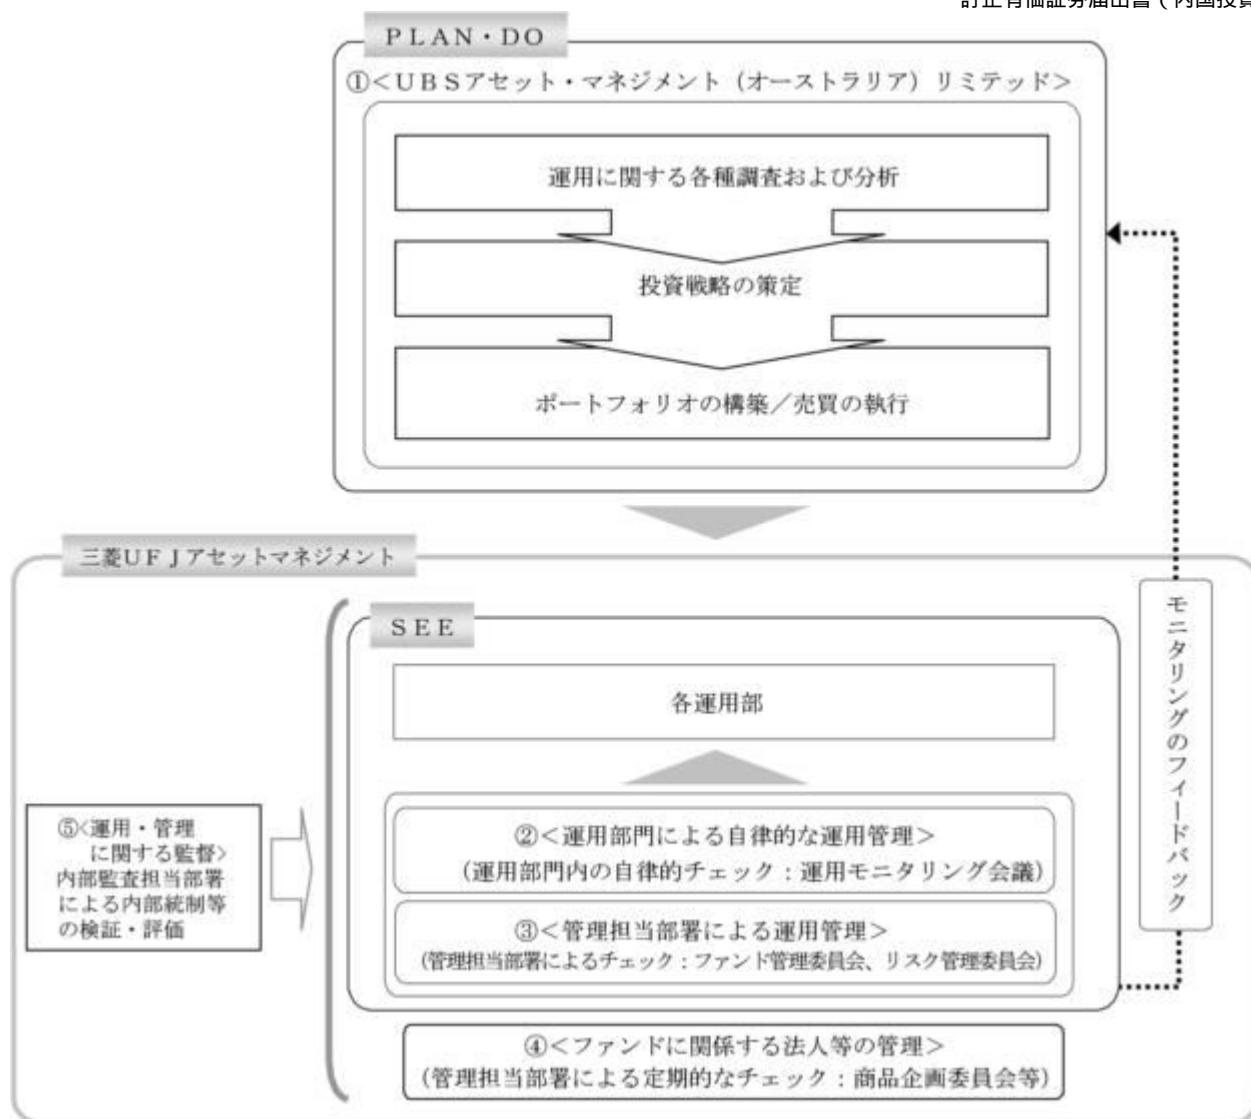 訂正有価証券届出書(内国投資
PLAN・DO
①<UBSアセット・マネジメント(オーストラリア)リミテッド>
運用に関する各種調査および分析
投資戦略の策定
ポートフォリオの構築/売買の執行
三菱UFJアセットマネジメント
SEE
各運用部
②<運用部門による自律的な運用管理>
(運用部門内の自律的チェック:運用モニタリング会議)
③<管理担当部署による運用管理>
(管理担当部署によるチェック:ファンド管理委員会、リスク管理委員会)
④<ファンドに関係する法人等の管理>
(管理担当部署による定期的なチェック:商品企画委員会等)
⑤<運用・管理
に関する監督>
内部監査担当部署
による内部統制等
の検証・評価
モニタリングのフィードバック